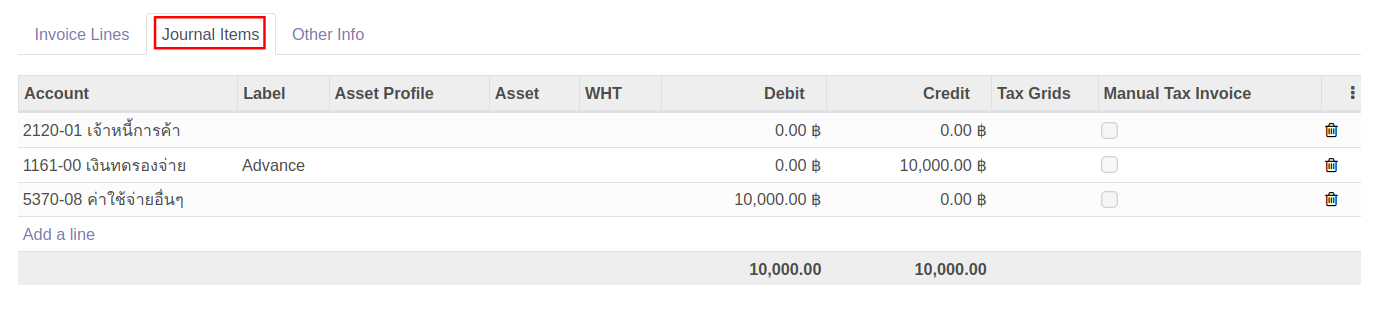 Invoice Lines Journal Items Other Info
Account Label Asset Profile Asset WHT Debit Credit Tax Grids Manual Tax Invoice
2120-01 เจ้าหนี้การค้า 0.00 ฿ 0.00 ฿
1161-00 เงินทดรองจ่าย Advance 0.00 ฿ 10,000.00 ฿
5370-08 ค่าใช้จ่ายอื่นๆ 10,000.00 ฿ 0.00 ฿
Add a line
10,000.00 10,000.00